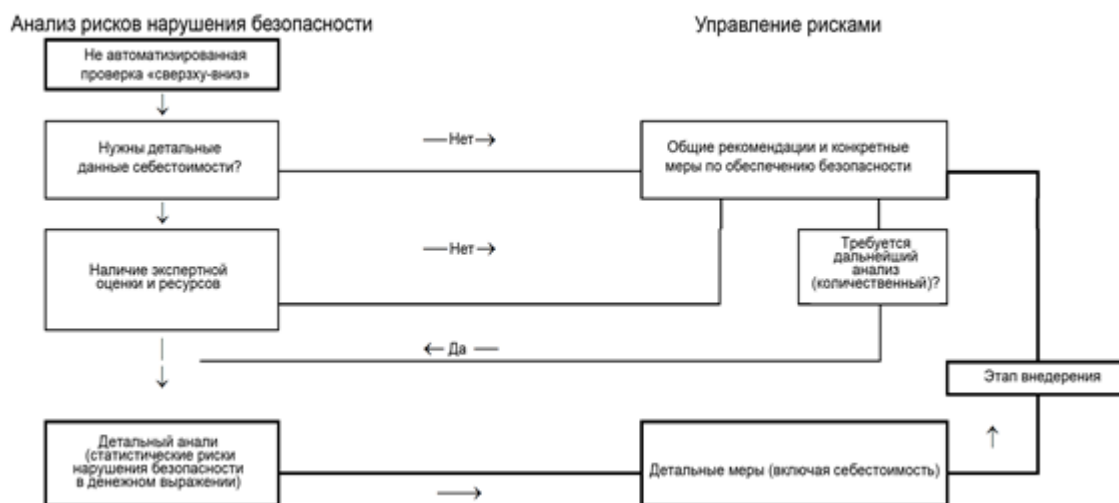 Анализ рисков нарушения безопасности
Управление рисками
Не автоматизированная
проверка «сверзху-вниз»
Нужны детальные
данные себестоимости?
Нет
Общие рекомендации и конкретные
меры по обеспечению безопасности
Наличие экспертной
оценки и ресурсов
Нет
Требуется
дальнейший
анализ
(количественный)?
Да
Этап внедерения
Детальный анали
(статистические риски
нарушения безопасности
в денежном выражении)
Детальные меры (включая себестоимость)